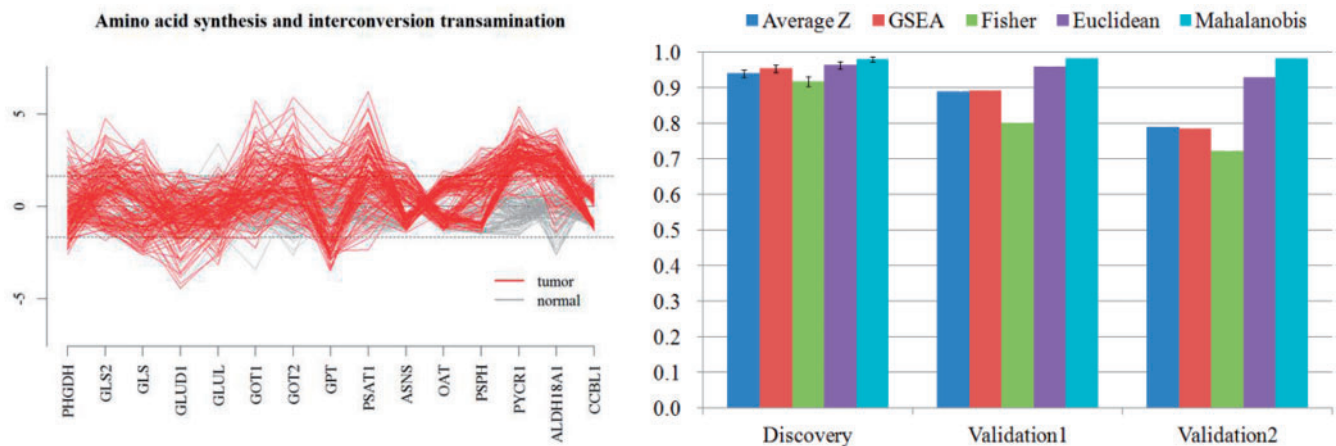 Amino acid synthesis and interconversion transamination
5
0
-5
tumor
normal
PHGDH
GLS2
GLS
GLUD1
GLUL
GOT1
GOT2
GPT
PSAT1
ASNS
OAT
PSPH
PYCR1
ALDH18A1
CCBL1
Average Z GSEA Fisher Euclidean Mahalanobis
1.0
0.9
0.8
0.7
0.6
0.5
0.4
0.3
0.2
0.1
0.0
Discovery Validation1 Validation2